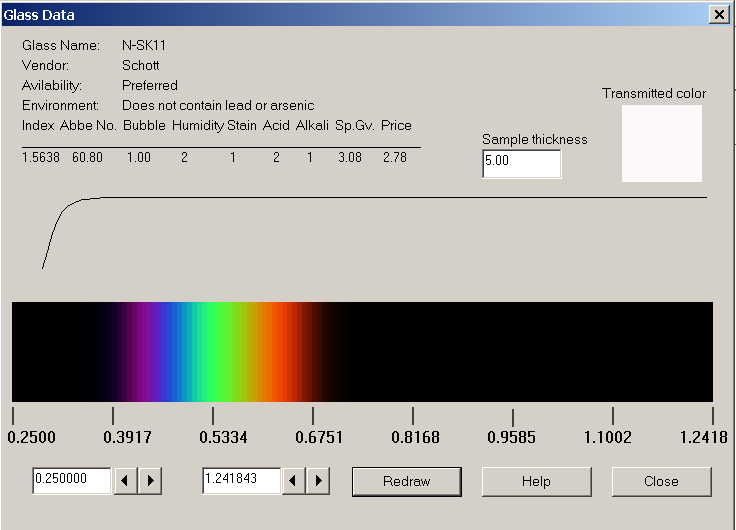 Glass Data
Glass Name: N-SK11
Vendor: Schott
Avilability: Preferred
Environment: Does not contain lead or arsenic
Transmitted color
Index Abbe No. Bubble Humidity Stain Acid Alkali Sp.Gv. Price
Sample thickness
1.5638 60.80 1.00 2 1 2 1 3.08 2.78
5.00
0.2500 0.3917 0.5334 0.6751 0.8168 0.9585 1.1002 1.2418
0.250000 1.241843 Redraw Help Close